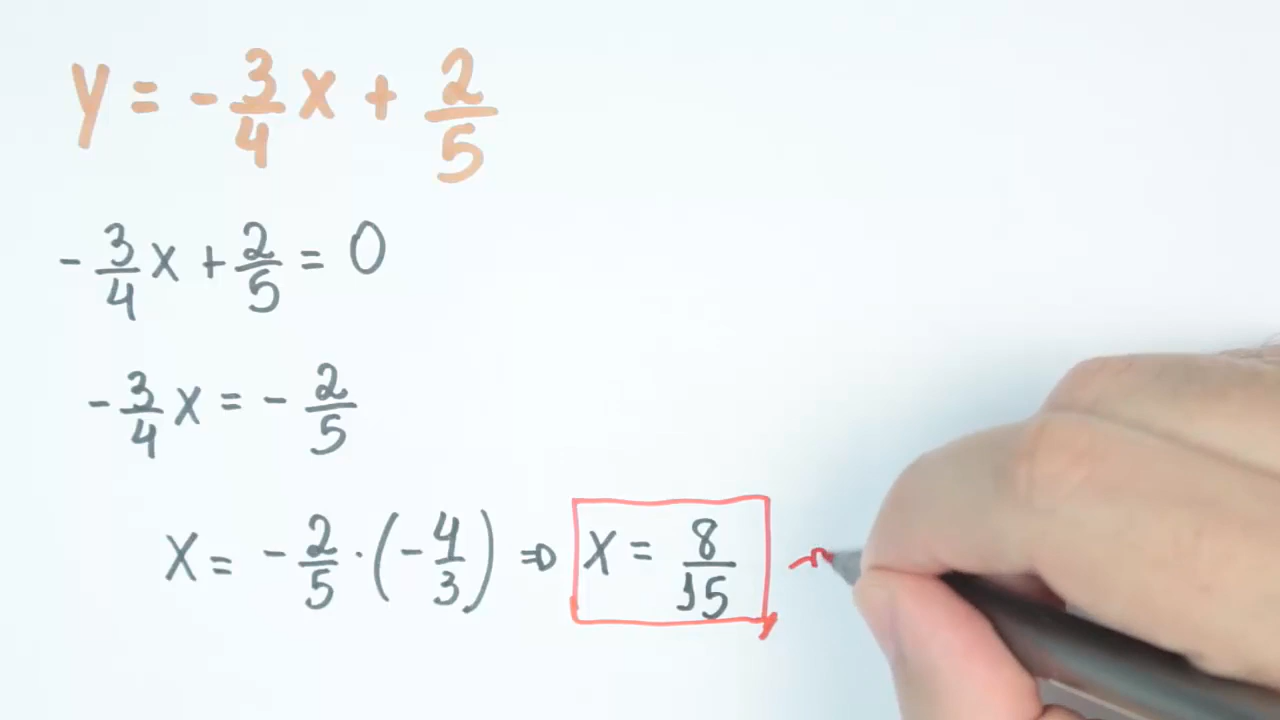 y = -3/4 x + 2/5
-3/4 x + 2/5 = 0
-3/4 x = -2/5
x = -2/5 · (-4/3) ⇒ x = 8/15